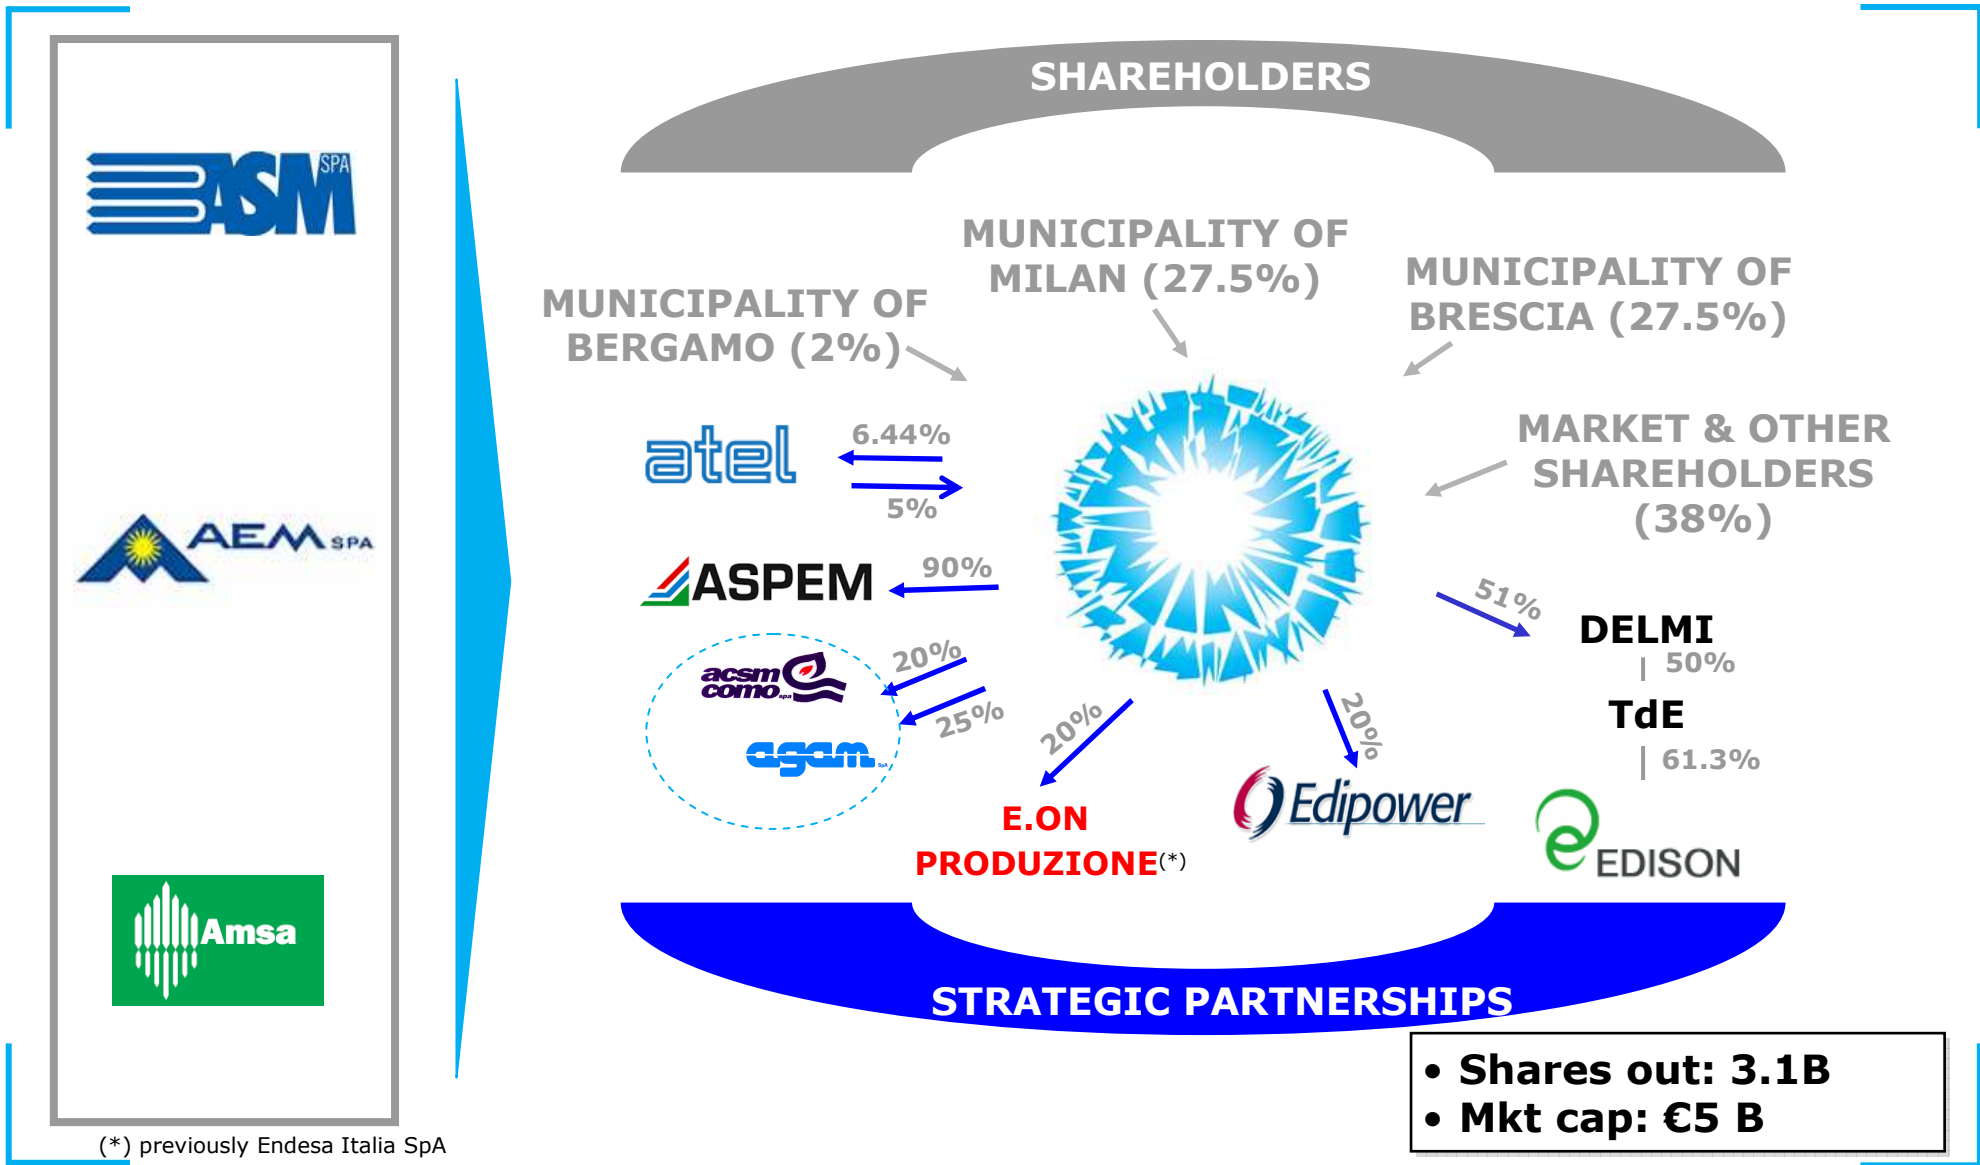 SHAREHOLDERS
ASM SPA
AEM SPA
Amsa
MUNICIPALITY OF
MILAN (27.5%)
MUNICIPALITY OF
BRESCIA (27.5%)
MUNICIPALITY OF
BERGAMO (2%)
MARKET & OTHER
SHAREHOLDERS
(38%)
atel
6.44%
5%
ASPEM
90%
acsm
como spa
20%
25%
agam SpA
20%
E.ON
PRODUZIONE(*)
20%
Edipower
51%
DELMI
50%
TdE
61.3%
EDISON
STRATEGIC PARTNERSHIPS
• Shares out: 3.1B
• Mkt cap: €5 B
(*) previously Endesa Italia SpA